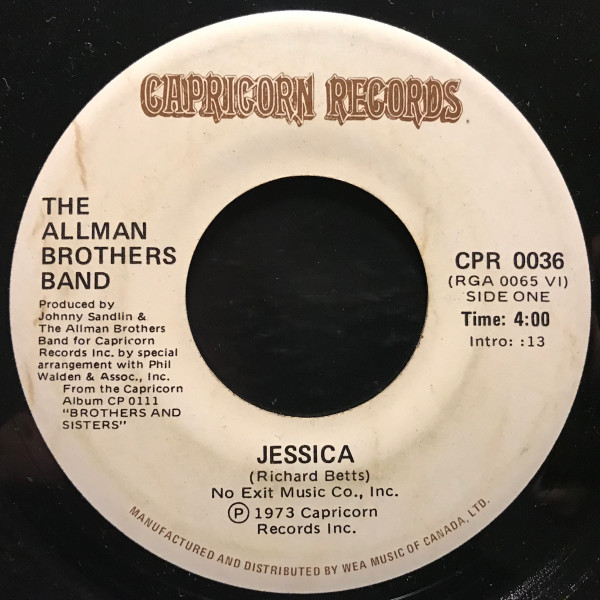 CAPRICORN RECORDS
THE
ALLMAN
BROTHERS
BAND
Produced by
Johnny Sandlin &
The Allman Brothers
Band for Capricorn
Records Inc. by special
arrangement with Phil
Walden & Assoc., Inc.
From the Capricorn
Album CP 0111
"BROTHERS AND
SISTERS"
CPR 0036
(RGA 0065 VI)
SIDE ONE
Time: 4:00
Intro: :13
JESSICA
(Richard Betts)
No Exit Music Co., Inc.
Ⓟ 1973 Capricorn
Records Inc.
MANUFACTURED AND DISTRIBUTED BY WEA MUSIC OF CANADA, LTD.